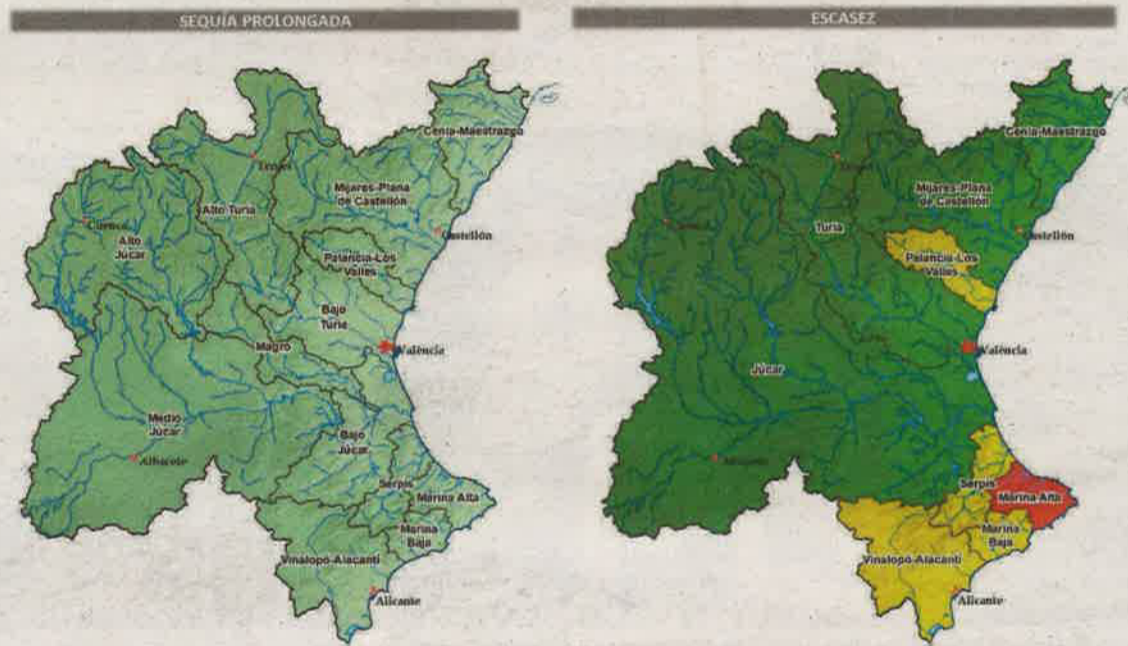 SEQUÍA PROLONGADA
Cenia-Maestrazgo
Teruel
Mijares-Plana
de Castellón
Alto Turia
Cuenca
Castellón
Alto
Júcar
Palancia-Los
Valles
Bajo
Turia
Magro
València
Medio
Júcar
Bajo
Júcar
Albacete
Serpis
Marina Alta
Marina
Baja
Vinalopó-Alacantí
Alicante
ESCASEZ
Cenia-Maestrazgo
Mijares-Plana
de Castellón
Turia
Castellón
Palancia-Los
Valles
València
Júcar
Serpis
Marina Alta
Marina
Baja
Vinalopó-Alacantí
Alicante